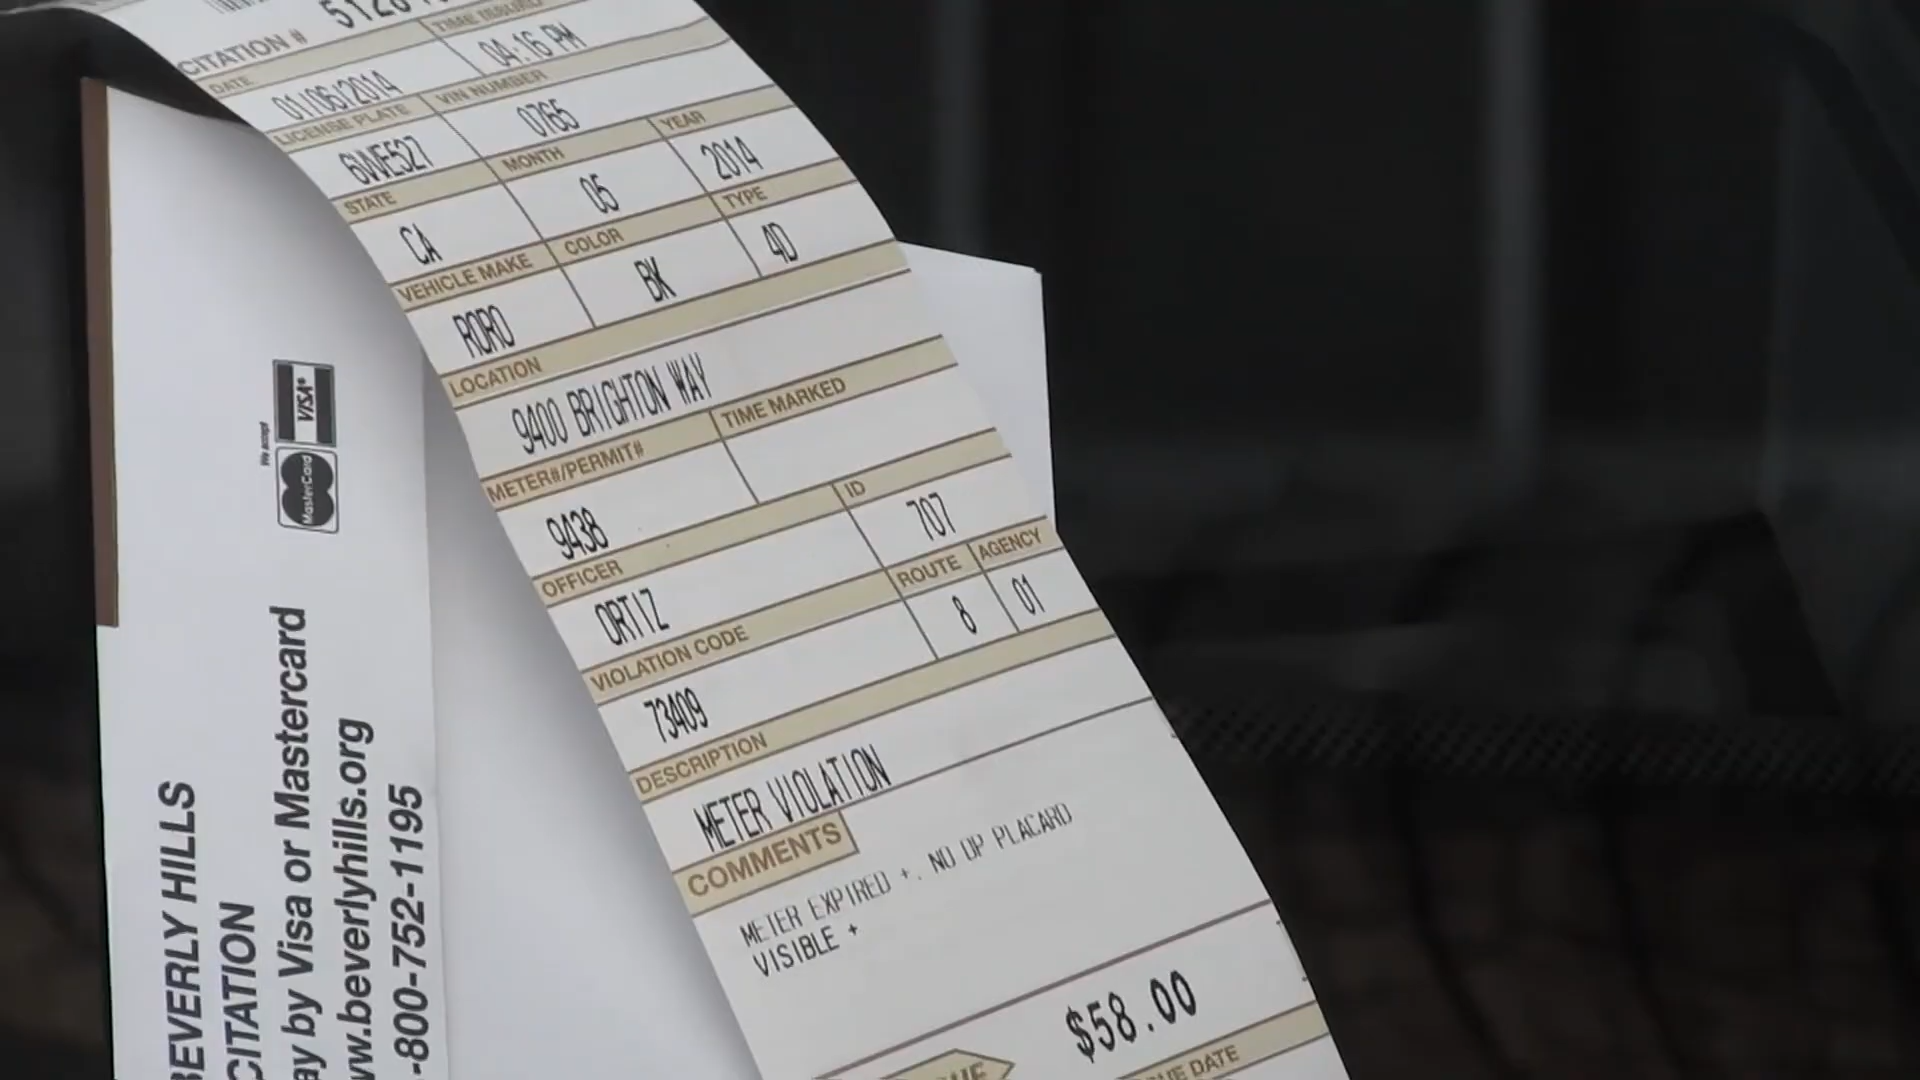 CITATION #
DATE
TIME ISSUED
01/06/2014
04:16 PM
LICENSE PLATE
VIN NUMBER
6WE527
0765
STATE
MONTH
YEAR
CA
05
2014
VEHICLE MAKE
COLOR
TYPE
RORO
BK
4D
LOCATION
9400 BRIGHTON WAY
METER#/PERMIT#
TIME MARKED
9438
OFFICER
ID
ORTIZ
707
VIOLATION CODE
ROUTE
AGENCY
73409
8
01
DESCRIPTION
METER VIOLATION
COMMENTS
METER EXPIRED +. NO DP PLACARD
VISIBLE +
$58.00
DATE
BEVERLY HILLS
CITATION
by Visa or Mastercard
w.beverlyhills.org
-800-752-1195
We accept
MasterCard
VISA